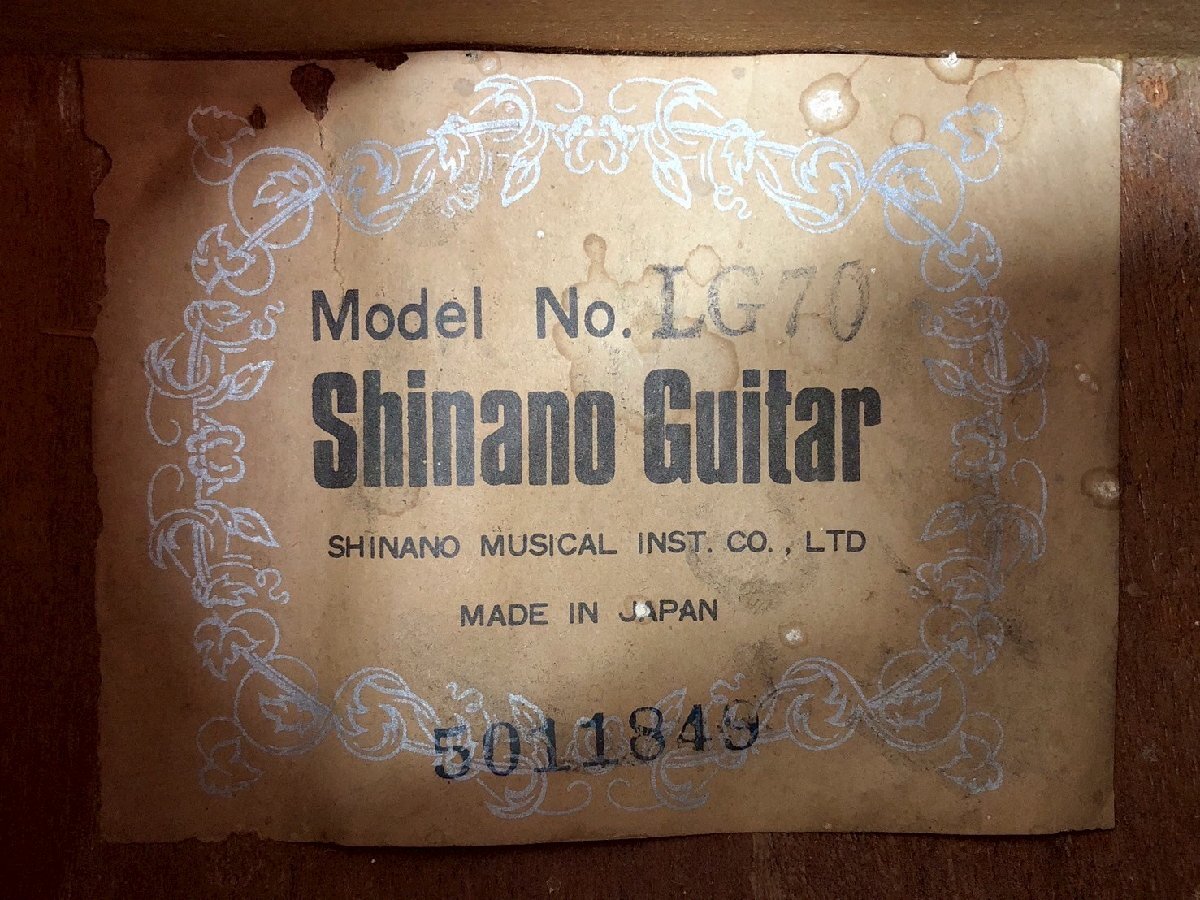 Model No. LG70
Shinano Guitar
SHINANO MUSICAL INST. CO., LTD
MADE IN JAPAN
5011849